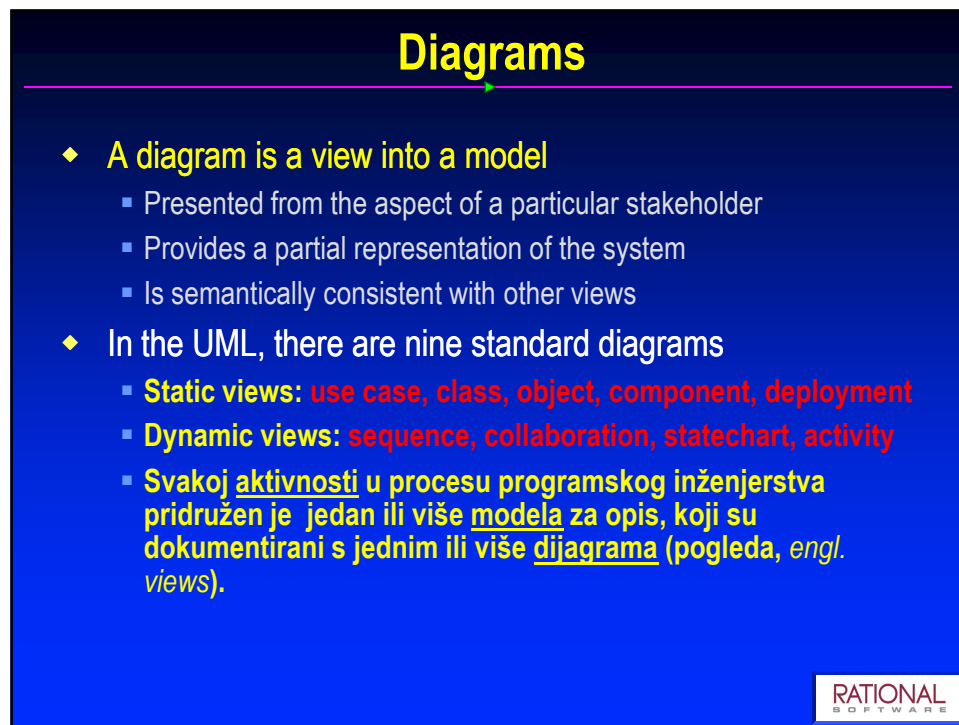 Diagrams
A diagram is a view into a model
Presented from the aspect of a particular stakeholder
Provides a partial representation of the system
Is semantically consistent with other views
In the UML, there are nine standard diagrams
Static views: use case, class, object, component, deployment
Dynamic views: sequence, collaboration, statechart, activity
Svakoj aktivnosti u procesu programskog inženjerstva
pridružen je jedan ili više modela za opis, koji su
dokumentirani s jednim ili više dijagrama (pogleda, engl.
views).
RATIONAL
SOFTWARE